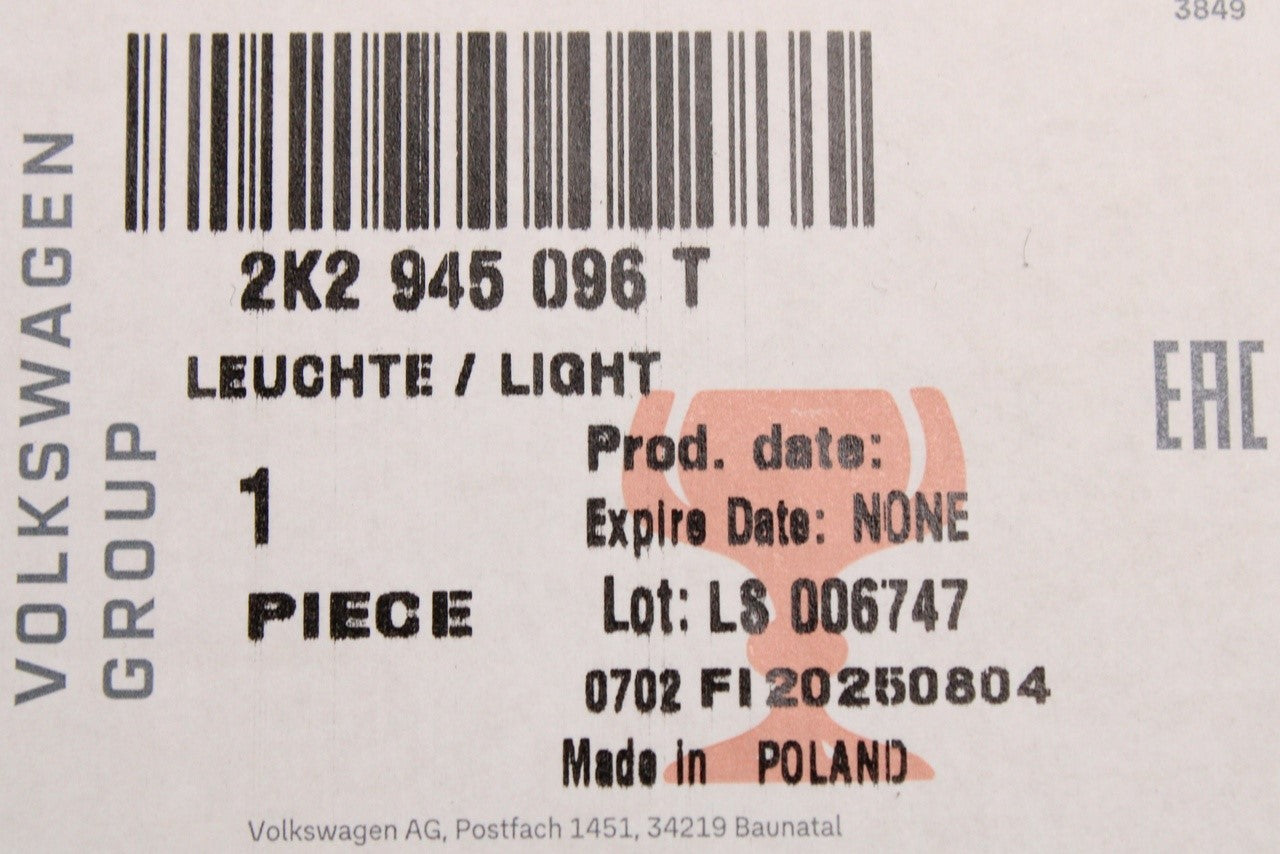 3849
VOLKSWAGEN
GROUP
2K2 945 096 T
LEUCHTE / LIGHT
1
PIECE
Prod. date:
Expire Date: NONE
Lot: LS 006747
0702 FI 20250804
Made in POLAND
EAC
Volkswagen AG, Postfach 1451, 34219 Baunatal